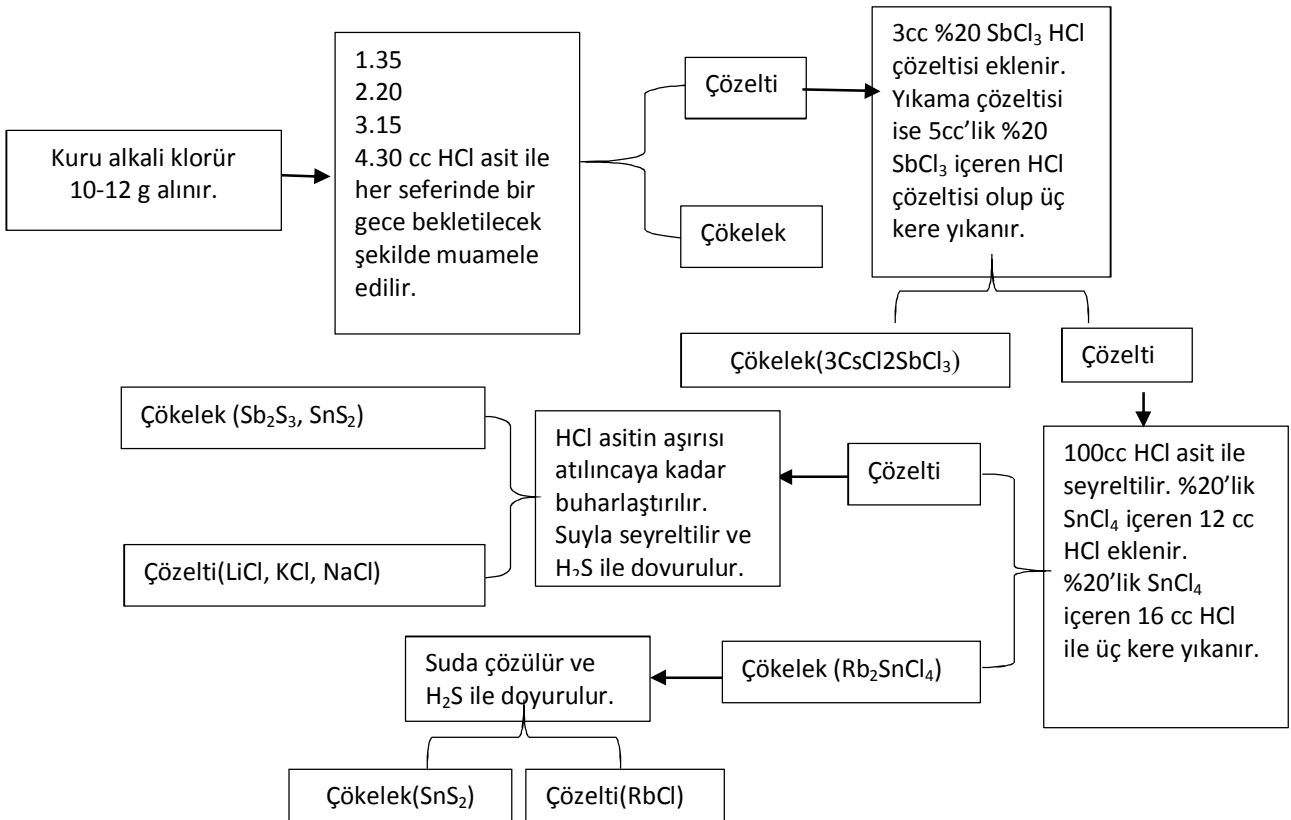 Kuru alkali klorür
10-12 g alınır.
1.35
2.20
3.15
4.30 cc HCl asit ile
her seferinde bir
gece bekletilecek
şekilde muamele
edilir.
Çözelti
Çökelek
3cc %20 SbCl₃ HCl
çözeltisi eklenir.
Yıkama çözeltisi
ise 5cc’lik %20
SbCl₃ içeren HCl
çözeltisi olup üç
kere yıkanır.
Çökelek(3CsCl2SbCl₃)
Çözelti
100cc HCl asit ile
seyreltilir. %20’lik
SnCl₄ içeren 12 cc
HCl eklenir.
%20’lik SnCl₄
içeren 16 cc HCl
ile üç kere yıkanır.
Çözelti
HCl asitin aşırısı
atılıncaya kadar
buharlaştırılır.
Suyla seyreltilir ve
H₂S ile doyurulur.
Çökelek (Sb₂S₃, SnS₂)
Çözelti(LiCl, KCl, NaCl)
Çökelek (Rb₂SnCl₄)
Suda çözülür ve
H₂S ile doyurulur.
Çökelek(SnS₂)
Çözelti(RbCl)